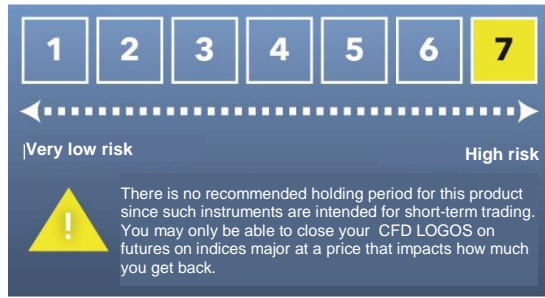 1 2 3 4 5 6 7
Very low risk High risk
!
There is no recommended holding period for this product
since such instruments are intended for short-term trading.
You may only be able to close your CFD LOGOS on
futures on indices major at a price that impacts how much
you get back.